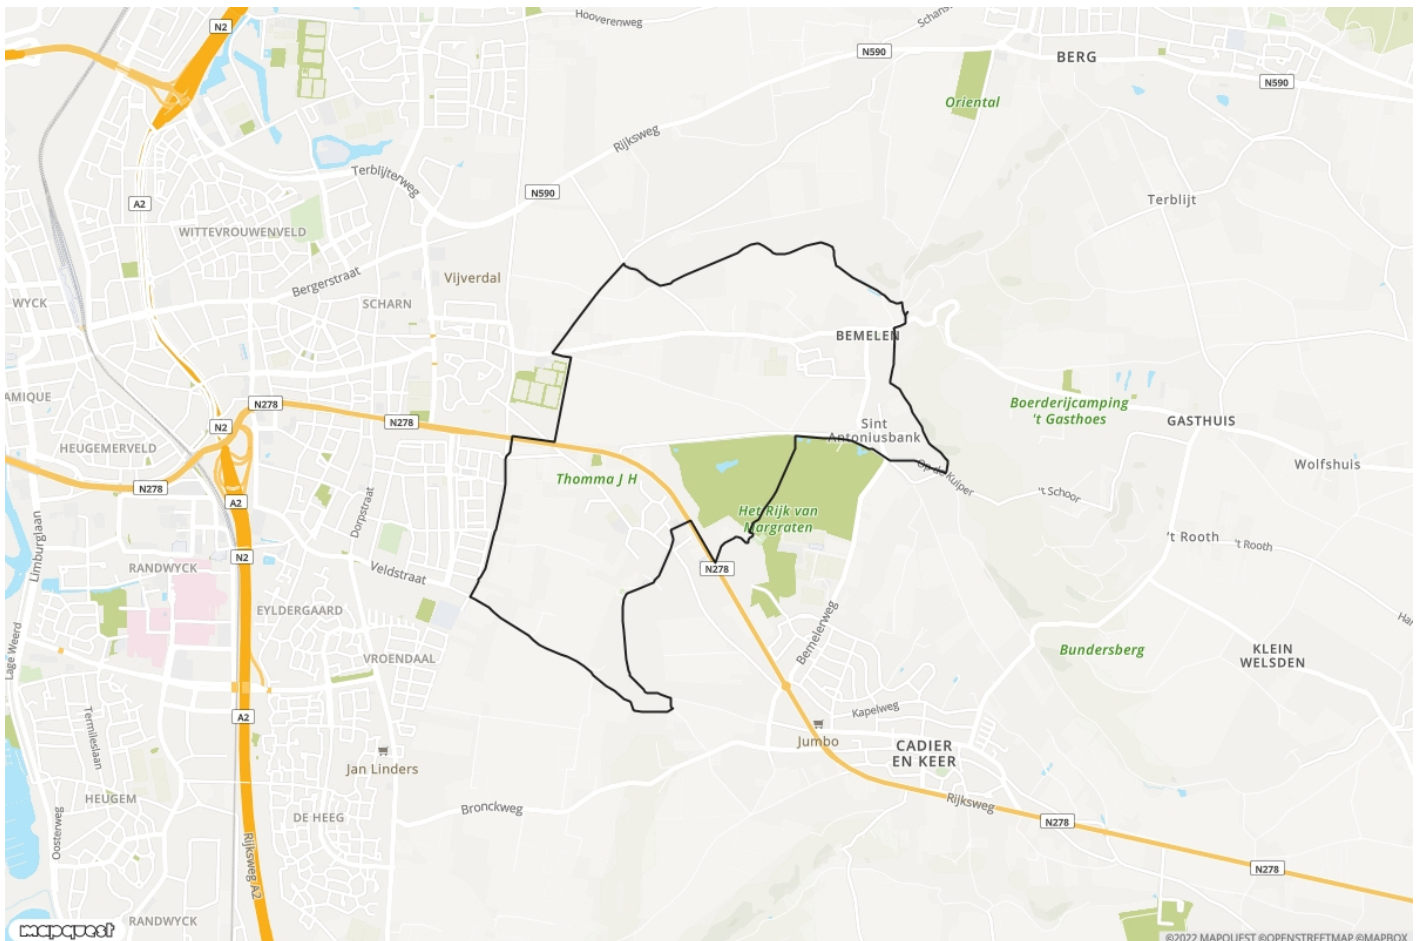 N2
Hooverenweg
N590
BERG
N590
Oriental
Rijksweg
Terblijterweg
N590
A2
Terblijt
WITTEVROUWENVELD
Bergerstraat
Vijverdal
WYCK
SCHARN
BEMELEN
AMIQUE
N278
N2
N278
Boerderijcamping
't Gasthoes
GASTHUIS
Sint
Antoniusbank
HEUGEMERVELD
Wolfshuis
Op de Kuiper
Thomma J H
N278
't Schoor
A2
Dorpstraat
Het Rijk van
Margraten
Limburglaan
't Rooth
't Rooth
N2
RANDWYCK
Veldstraat
N278
EYLDERGAARD
Bemelerweg
Lage Weerd
VROENDAAL
Bundersberg
KLEIN
WELSDEN
A2
Kapelweg
Termileslaan
Jumbo
CADIER
EN KEER
Jan Linders
HEUGEM
Bronckweg
Rijksweg
DE HEEG
N278
Oosterweg
Rijksweg A2
N278
RANDWYCK
mapquest
©2022 MAPQUEST ©OPENSTREETMAP ©MAPBOX